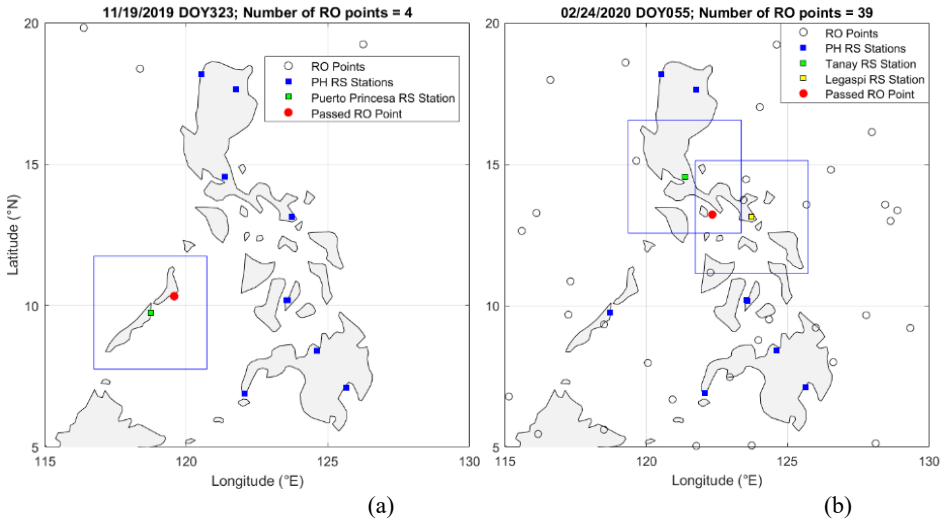 11/19/2019 DOY323; Number of RO points = 4
20
15
10
5
115
120
125
130
Latitude (°N)
Longitude (°E)
RO Points
PH RS Stations
Puerto Princesa RS Station
Passed RO Point
(a)
02/24/2020 DOY055; Number of RO points = 39
20
15
10
5
115
120
125
130
Longitude (°E)
RO Points
PH RS Stations
Tanay RS Station
Legaspi RS Station
Passed RO Point
(b)